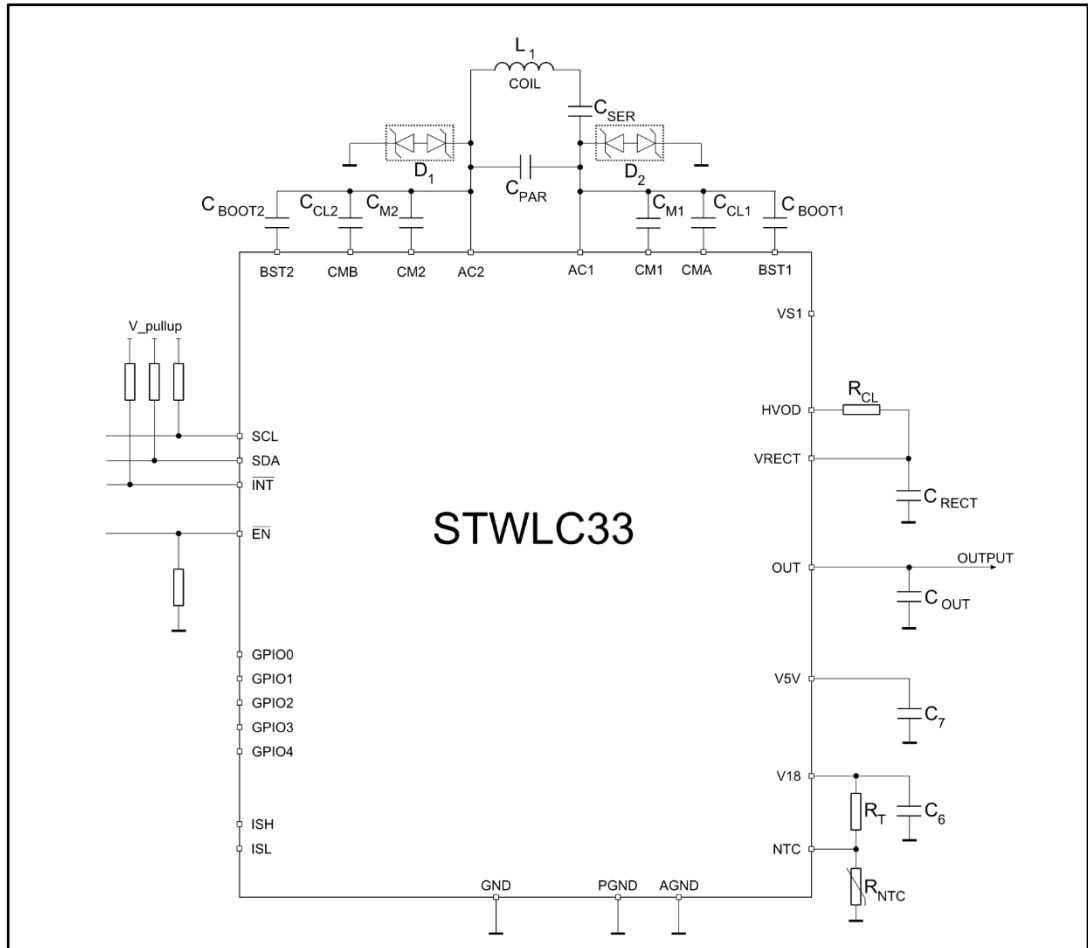 L1
COIL
CSER
D1
D2
CPAR
CBOOT2
CCL2
CM2
CM1
CCL1
CBOOT1
BST2
CMB
CM2
AC2
AC1
CM1
CMA
BST1
VS1
V_pullup
RCL
HVOD
SCL
VRECT
SDA
INT
CRECT
STWLC33
EN
OUT
OUTPUT
COUT
GPIO0
GPIO1
V5V
GPIO2
C7
GPIO3
GPIO4
V18
RT
C6
ISH
ISL
NTC
RNTC
GND
PGND
AGND